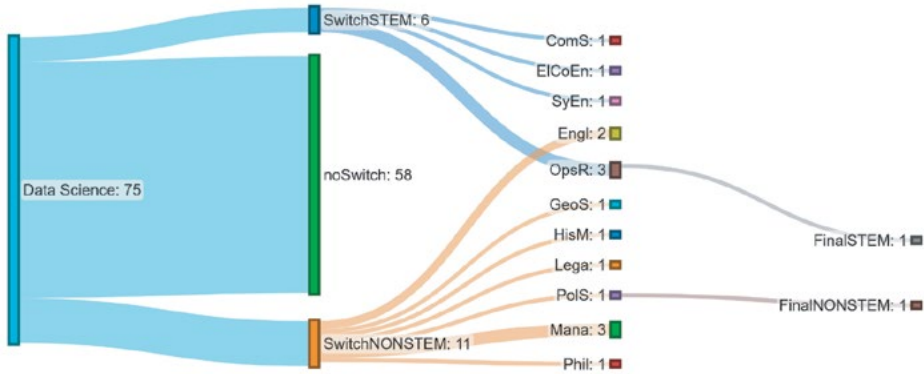 SwitchSTEM: 6
ComS: 1
ElCoEn: 1
SyEn: 1
Engl: 2
Data Science: 75
noSwitch: 58
OpsR: 3
GeoS: 1
HisM: 1
FinalSTEM: 1
Lega: 1
PolS: 1
FinalNONSTEM: 1
SwitchNONSTEM: 11
Mana: 3
Phil: 1